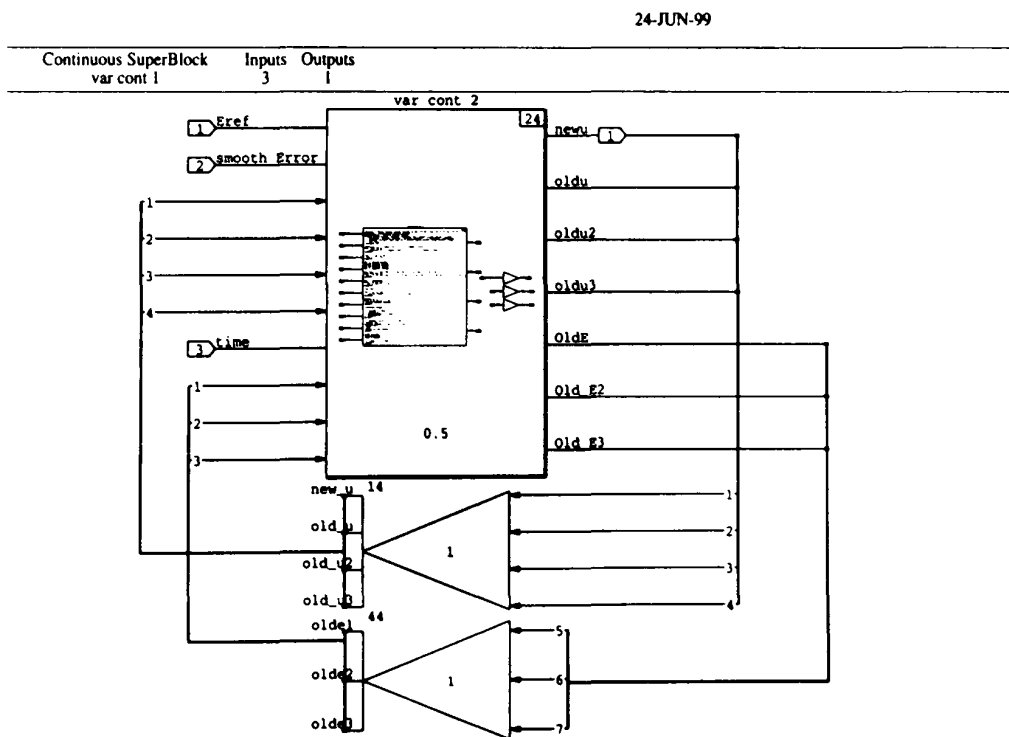 24-JUN-99
Continuous SuperBlock Inputs Outputs
var cont 1 3 1
var cont 2
24
1 Eref
2 smooth Error
1
2
3
4
3 time
1
2
3
0.5
newu 1
oldu
oldu2
oldu3
OldE
Old_E2
Old_E3
new_u 14
old_u
old_u2
old_u3
1
1
2
3
4
44
olde1
olde2
olde3
1
5
6
7